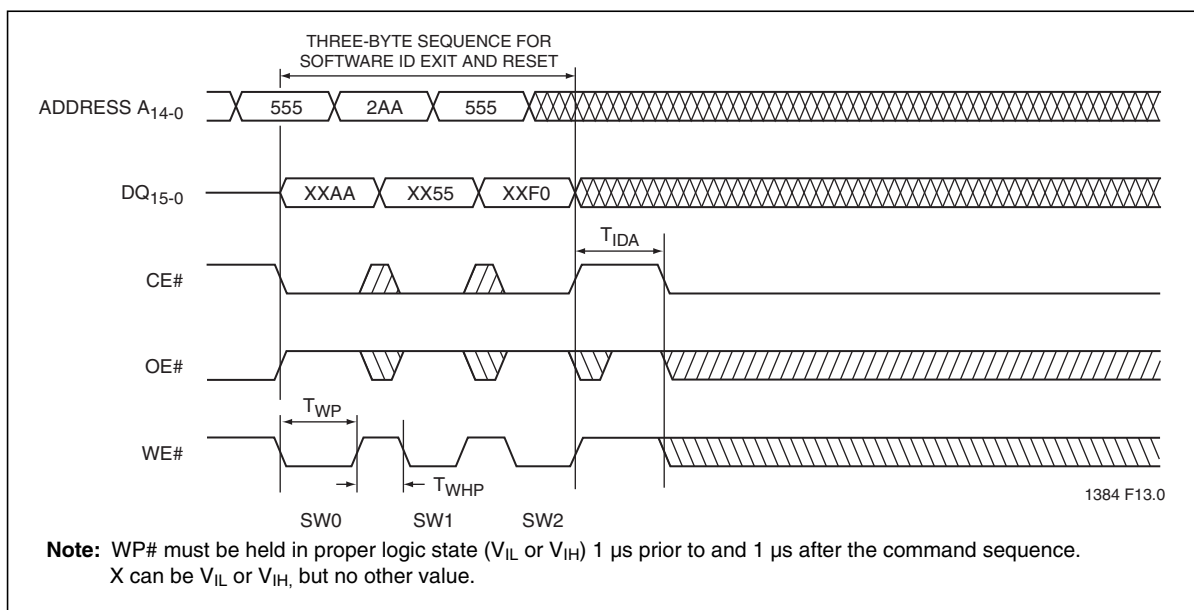 THREE-BYTE SEQUENCE FOR
SOFTWARE ID EXIT AND RESET
ADDRESS A14-0 555 2AA 555
DQ15-0 XXAA XX55 XXF0
TIDA
CE#
OE#
TWP
WE#
TWHP
SW0 SW1 SW2
1384 F13.0
Note: WP# must be held in proper logic state (VIL or VIH) 1 µs prior to and 1 µs after the command sequence.
X can be VIL or VIH, but no other value.